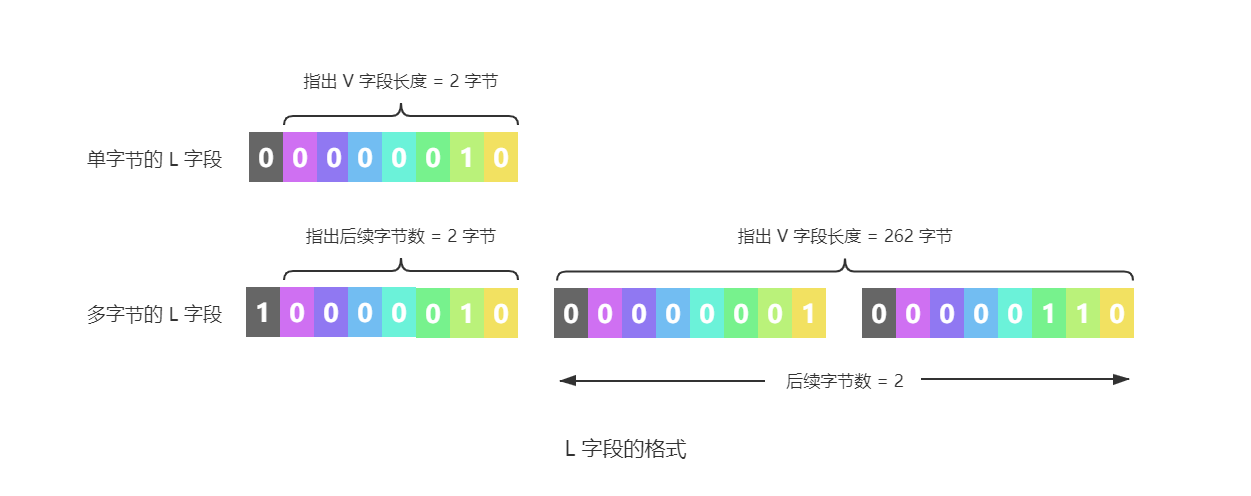 指出 V 字段长度 = 2 字节
单字节的 L 字段 0 0 0 0 0 0 1 0
指出后续字节数 = 2 字节 指出 V 字段长度 = 262 字节
多字节的 L 字段 1 0 0 0 0 0 1 0 0 0 0 0 0 0 0 1 0 0 0 0 0 1 1 0
后续字节数 = 2
L 字段的格式